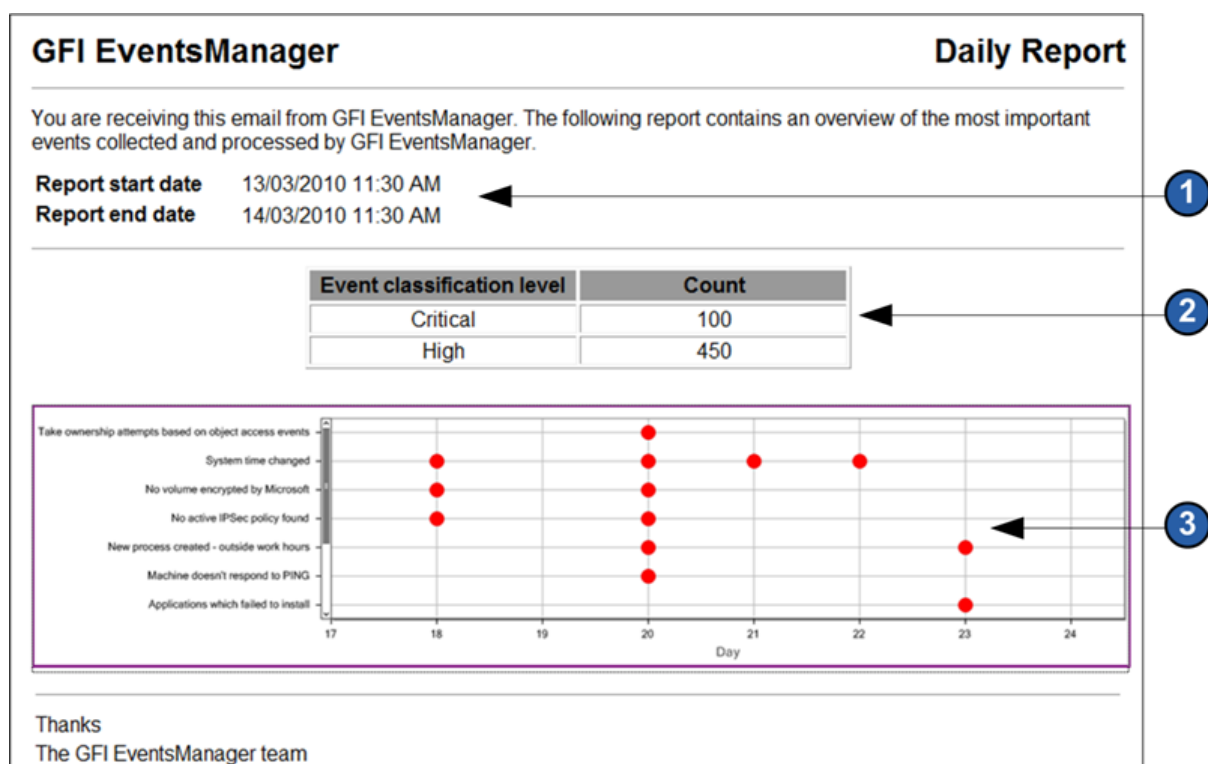 GFI EventsManager Daily Report
You are receiving this email from GFI EventsManager. The following report contains an overview of the most important
events collected and processed by GFI EventsManager.
Report start date 13/03/2010 11:30 AM
Report end date 14/03/2010 11:30 AM
1
Event classification level Count
Critical 100
High 450
2
Take ownership attempts based on object access events
System time changed
No volume encrypted by Microsoft
No active IPSec policy found
New process created - outside work hours
Machine doesn't respond to PING
Applications which failed to install
3
17 18 19 20 21 22 23 24
Day
Thanks
The GFI EventsManager team